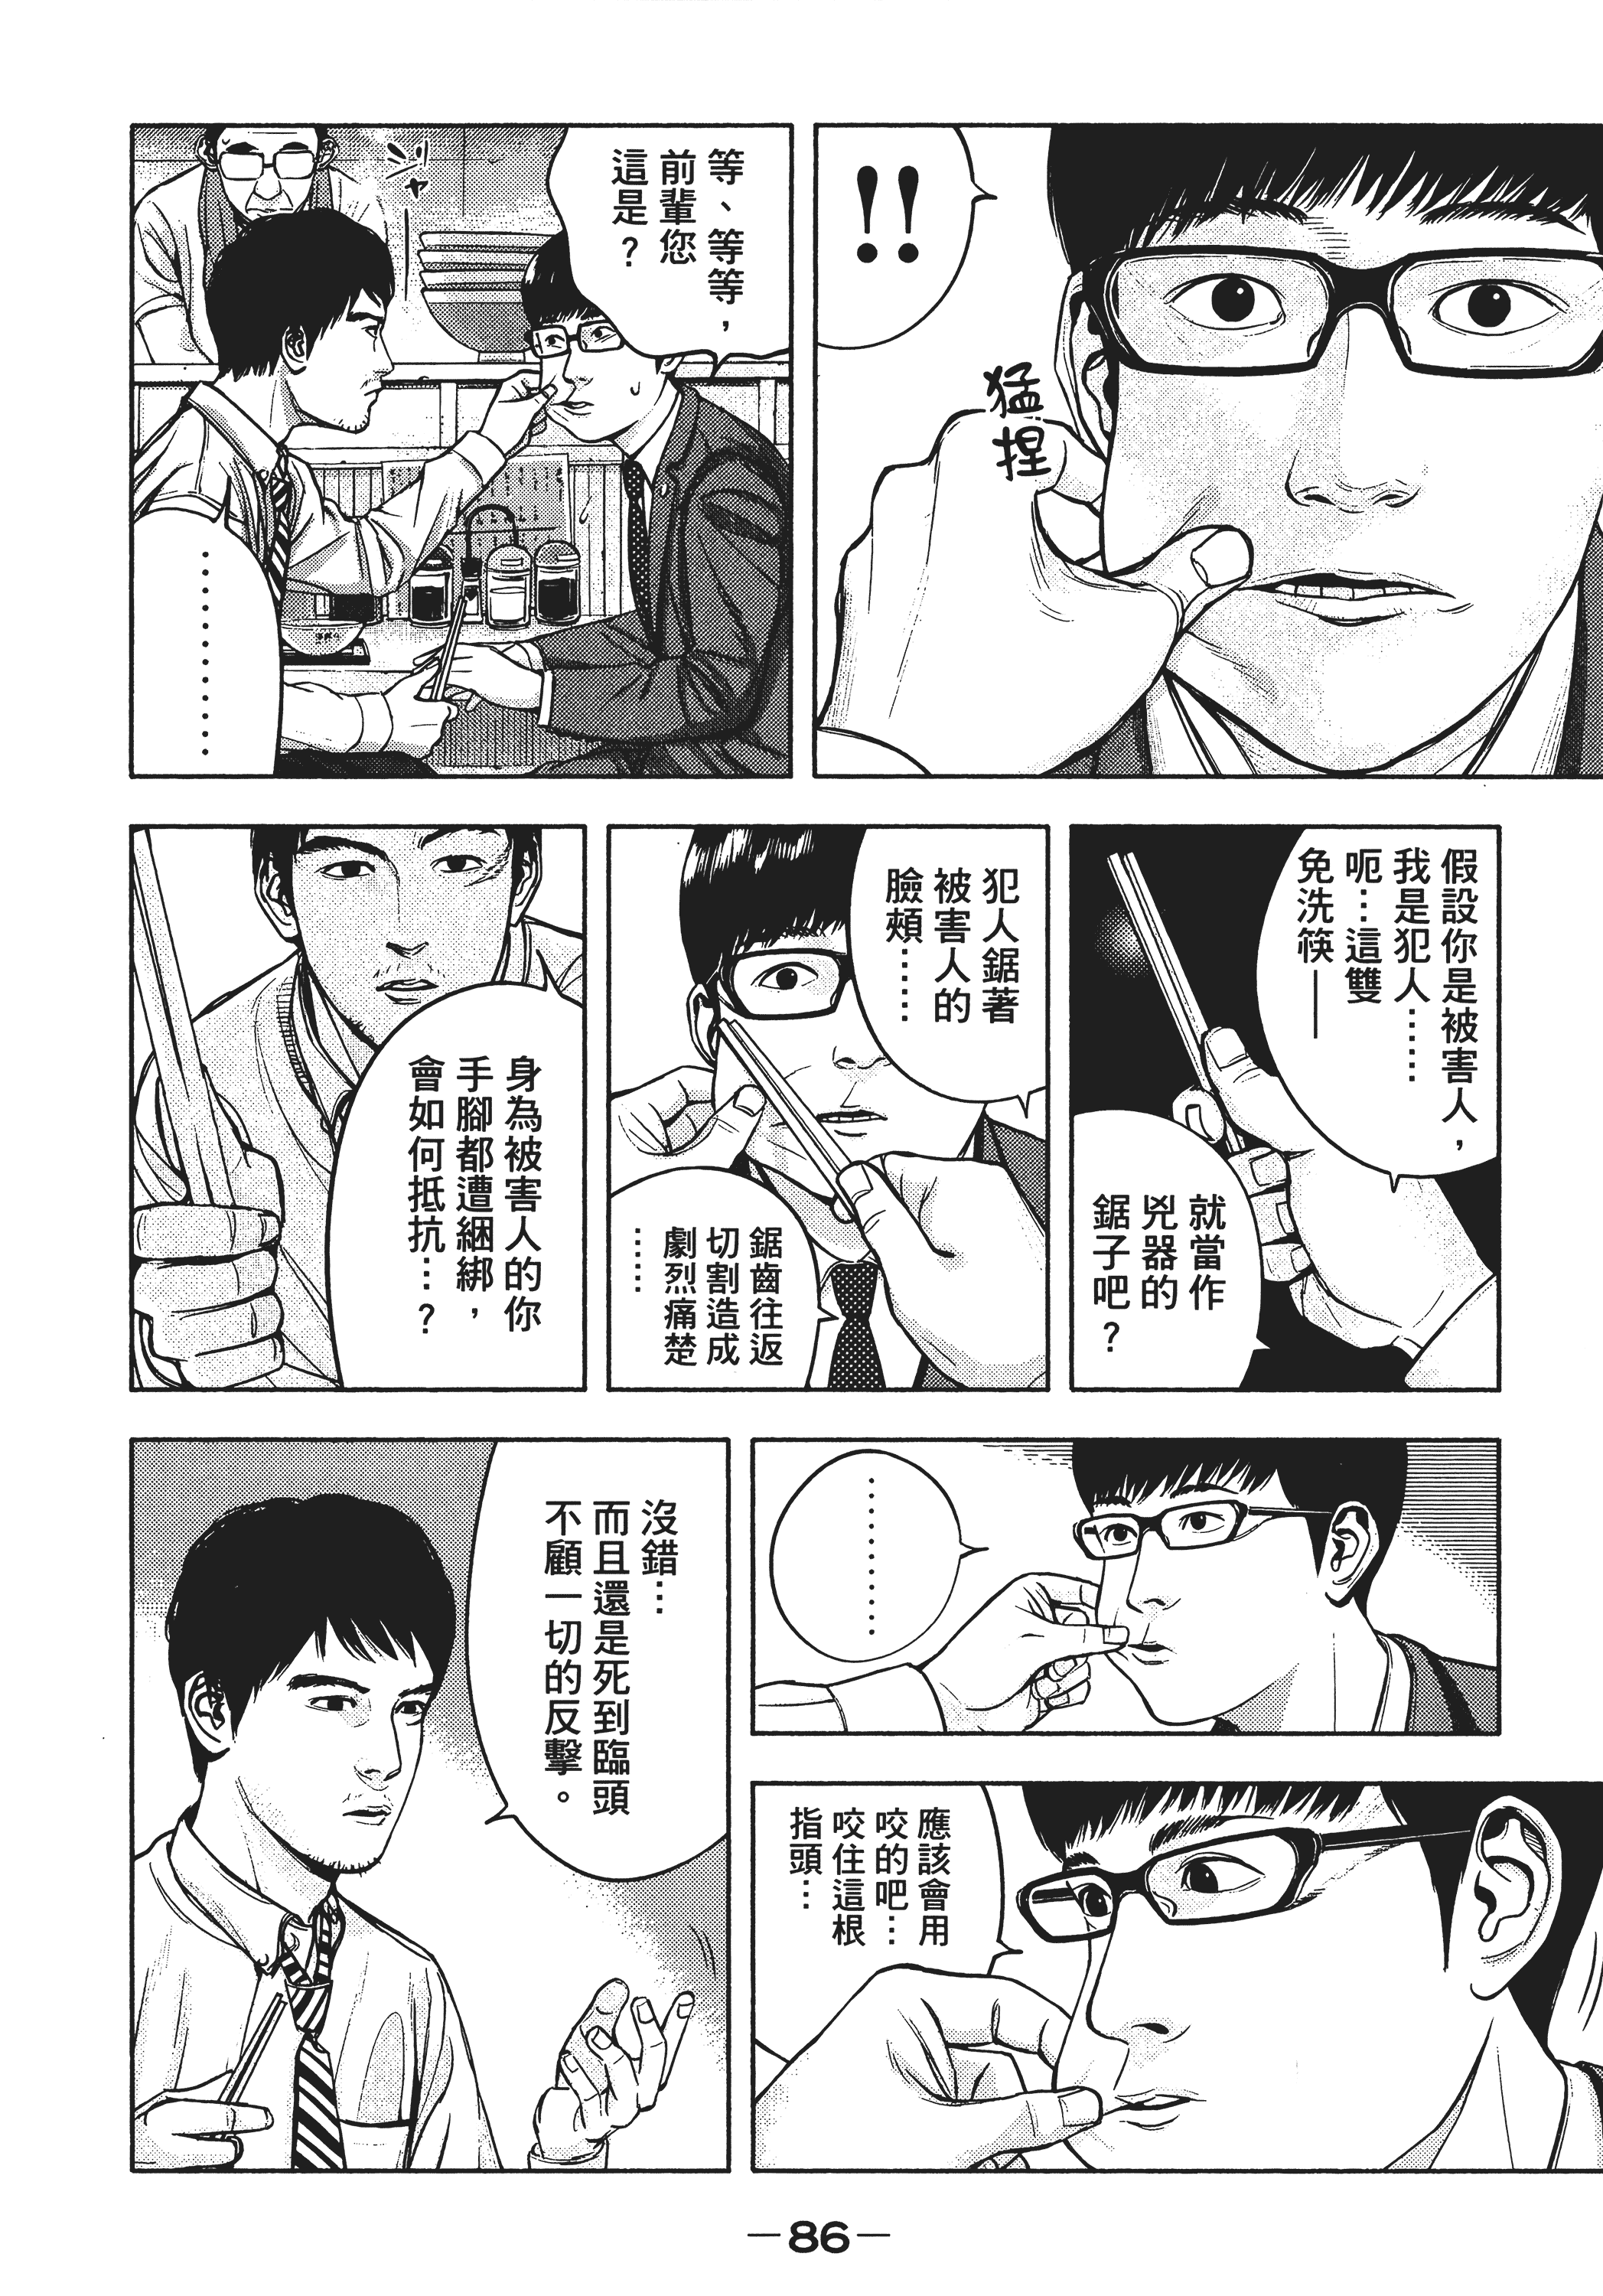 !!
猛捏
等、等等，
前輩您
這是？
ジャ
…………
假設你是被害人，
我是犯人……
呃…這雙
免洗筷——
就當作
兇器的
鋸子吧？
犯人鋸著
被害人的
臉頰……
鋸齒往返
切割造成
劇烈痛楚
……
身為被害人的你
手腳都遭綑綁，
會如何抵抗…？
…………
應該會用
咬的吧…
咬住這根
指頭…
沒錯…
而且還是死到臨頭
不顧一切的反擊。
—86—